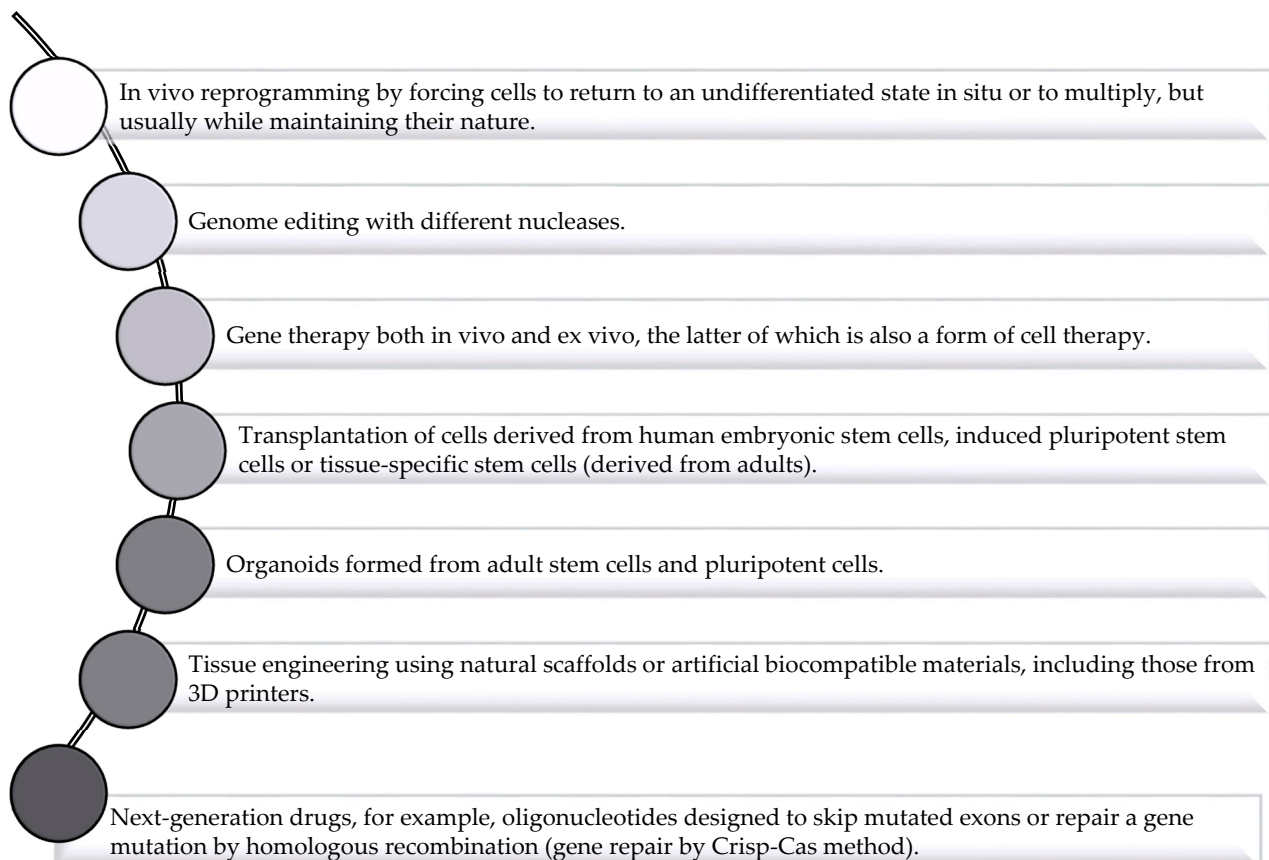 In vivo reprogramming by forcing cells to return to an undifferentiated state in situ or to multiply, but
usually while maintaining their nature.
Genome editing with different nucleases.
Gene therapy both in vivo and ex vivo, the latter of which is also a form of cell therapy.
Transplantation of cells derived from human embryonic stem cells, induced pluripotent stem
cells or tissue-specific stem cells (derived from adults).
Organoids formed from adult stem cells and pluripotent cells.
Tissue engineering using natural scaffolds or artificial biocompatible materials, including those from
3D printers.
Next-generation drugs, for example, oligonucleotides designed to skip mutated exons or repair a gene
mutation by homologous recombination (gene repair by Crisp-Cas method).